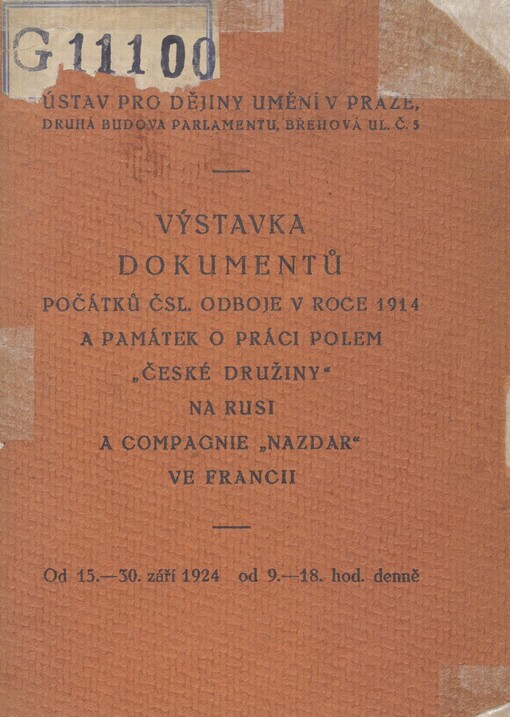 G 11100
ÚSTAV PRO DĚJINY UMĚNÍ V PRAZE,
DRUHÁ BUDOVA PARLAMENTU, BŘEHOVÁ UL. Č. 5
VÝSTAVKA
DOKUMENTŮ
POČÁTKŮ ČSL. ODBOJE V ROCE 1914
A PAMÁTEK O PRÁCI POLEM
„ČESKÉ DRUŽINY“
NA RUSI
A COMPAGNIE „NAZDAR“
VE FRANCII
Od 15.—30. září 1924 od 9.—18. hod. denně